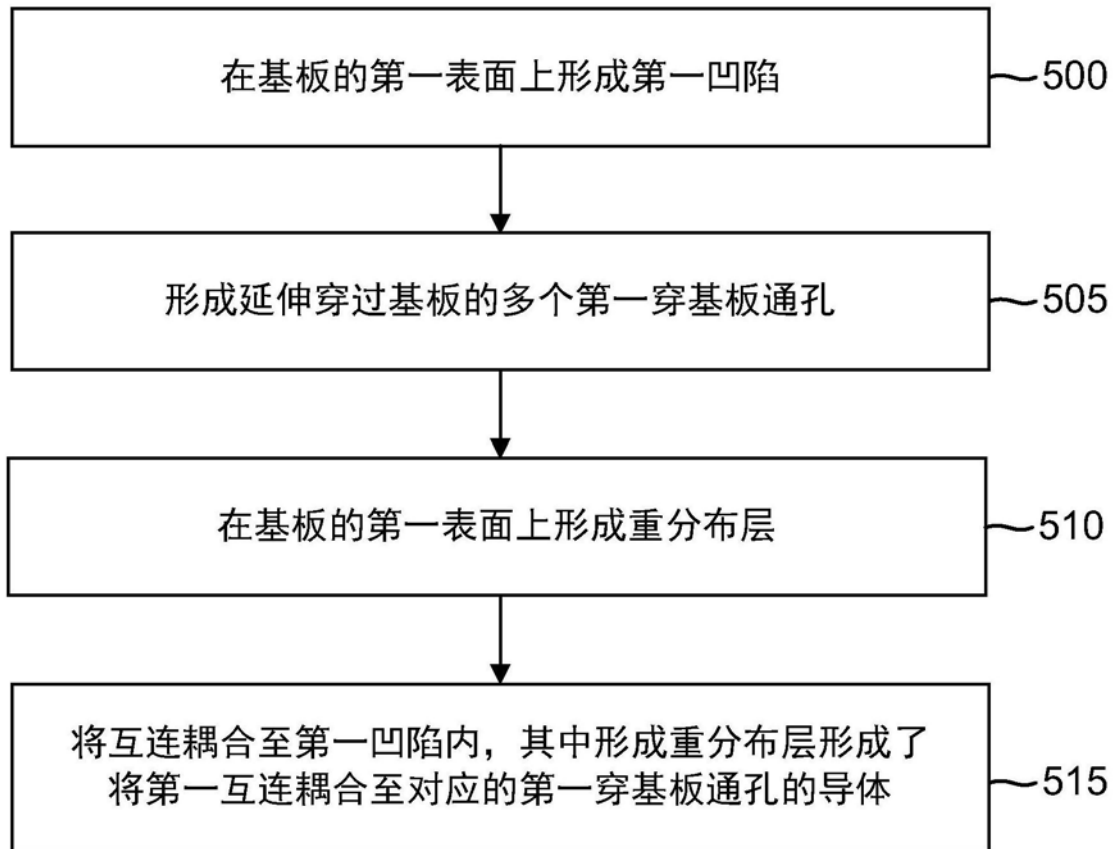 在基板的第一表面上形成第一凹陷
500
形成延伸穿过基板的多个第一穿基板通孔
505
在基板的第一表面上形成重分布层
510
将互连耦合至第一凹陷内，其中形成重分布层形成了
将第一互连耦合至对应的第一穿基板通孔的导体
515